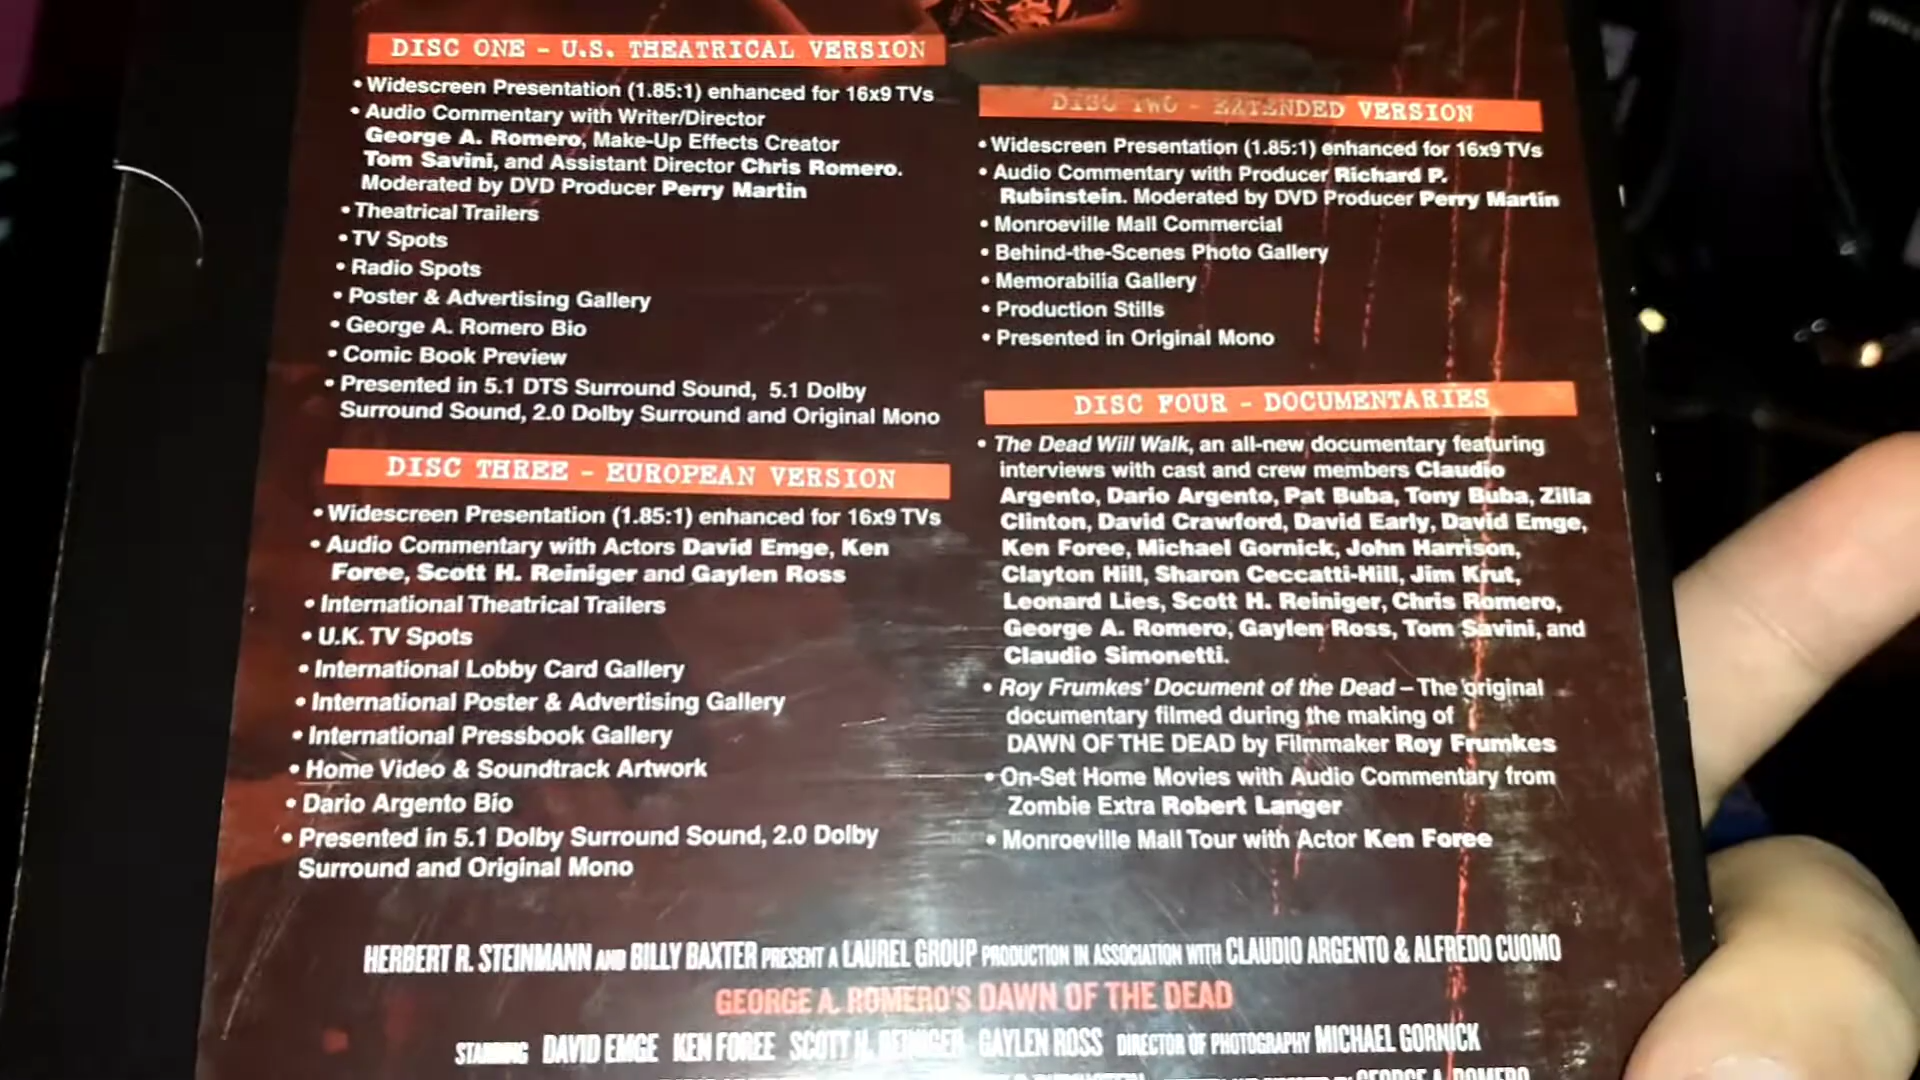 DISC ONE - U.S. THEATRICAL VERSION
• Widescreen Presentation (1.85:1) enhanced for 16x9 TVs
• Audio Commentary with Writer/Director
George A. Romero, Make-Up Effects Creator
Tom Savini, and Assistant Director Chris Romero.
Moderated by DVD Producer Perry Martin
• Theatrical Trailers
• TV Spots
• Radio Spots
• Poster & Advertising Gallery
• George A. Romero Bio
• Comic Book Preview
• Presented in 5.1 DTS Surround Sound, 5.1 Dolby
Surround Sound, 2.0 Dolby Surround and Original Mono
DISC TWO - EXTENDED VERSION
• Widescreen Presentation (1.85:1) enhanced for 16x9 TVs
• Audio Commentary with Producer Richard P.
Rubinstein. Moderated by DVD Producer Perry Martin
• Monroeville Mall Commercial
• Behind-the-Scenes Photo Gallery
• Memorabilia Gallery
• Production Stills
• Presented in Original Mono
DISC THREE - EUROPEAN VERSION
• Widescreen Presentation (1.85:1) enhanced for 16x9 TVs
• Audio Commentary with Actors David Emge, Ken
Foree, Scott H. Reiniger and Gaylen Ross
• International Theatrical Trailers
• U.K. TV Spots
• International Lobby Card Gallery
• International Poster & Advertising Gallery
• International Pressbook Gallery
• Home Video & Soundtrack Artwork
• Dario Argento Bio
• Presented in 5.1 Dolby Surround Sound, 2.0 Dolby
Surround and Original Mono
DISC FOUR - DOCUMENTARIES
• The Dead Will Walk, an all-new documentary featuring
interviews with cast and crew members Claudio
Argento, Dario Argento, Pat Buba, Tony Buba, Zilla
Clinton, David Crawford, David Early, David Emge,
Ken Foree, Michael Gornick, John Harrison,
Clayton Hill, Sharon Ceccatti-Hill, Jim Krut,
Leonard Lies, Scott H. Reiniger, Chris Romero,
George A. Romero, Gaylen Ross, Tom Savini, and
Claudio Simonetti.
• Roy Frumkes' Document of the Dead – The original
documentary filmed during the making of
DAWN OF THE DEAD by Filmmaker Roy Frumkes
• On-Set Home Movies with Audio Commentary from
Zombie Extra Robert Langer
• Monroeville Mall Tour with Actor Ken Foree
HERBERT R. STEINMANN AND BILLY BAXTER PRESENT A LAUREL GROUP PRODUCTION IN ASSOCIATION WITH CLAUDIO ARGENTO & ALFREDO CUOMO
GEORGE A. ROMERO'S DAWN OF THE DEAD
STARRING DAVID EMGE KEN FOREE SCOTT H. REINIGER GAYLEN ROSS DIRECTOR OF PHOTOGRAPHY MICHAEL GORNICK
GEORGE A. ROMERO